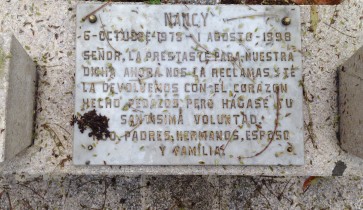 NANCY
6-OCTUBRE-1975 - 1 AGOSTO-1998
SEÑOR, LA PRESTASTE PARA NUESTRA
DICHA AHORA NOS LA RECLAMAS, Y TE
LA DEVOLVEMOS CON EL CORAZON
HECHO PEDAZOS PERO HAGASE TU
SANTISIMA VOLUNTAD.
PADRES, HERMANOS, ESPOSO
Y FAMILIA.